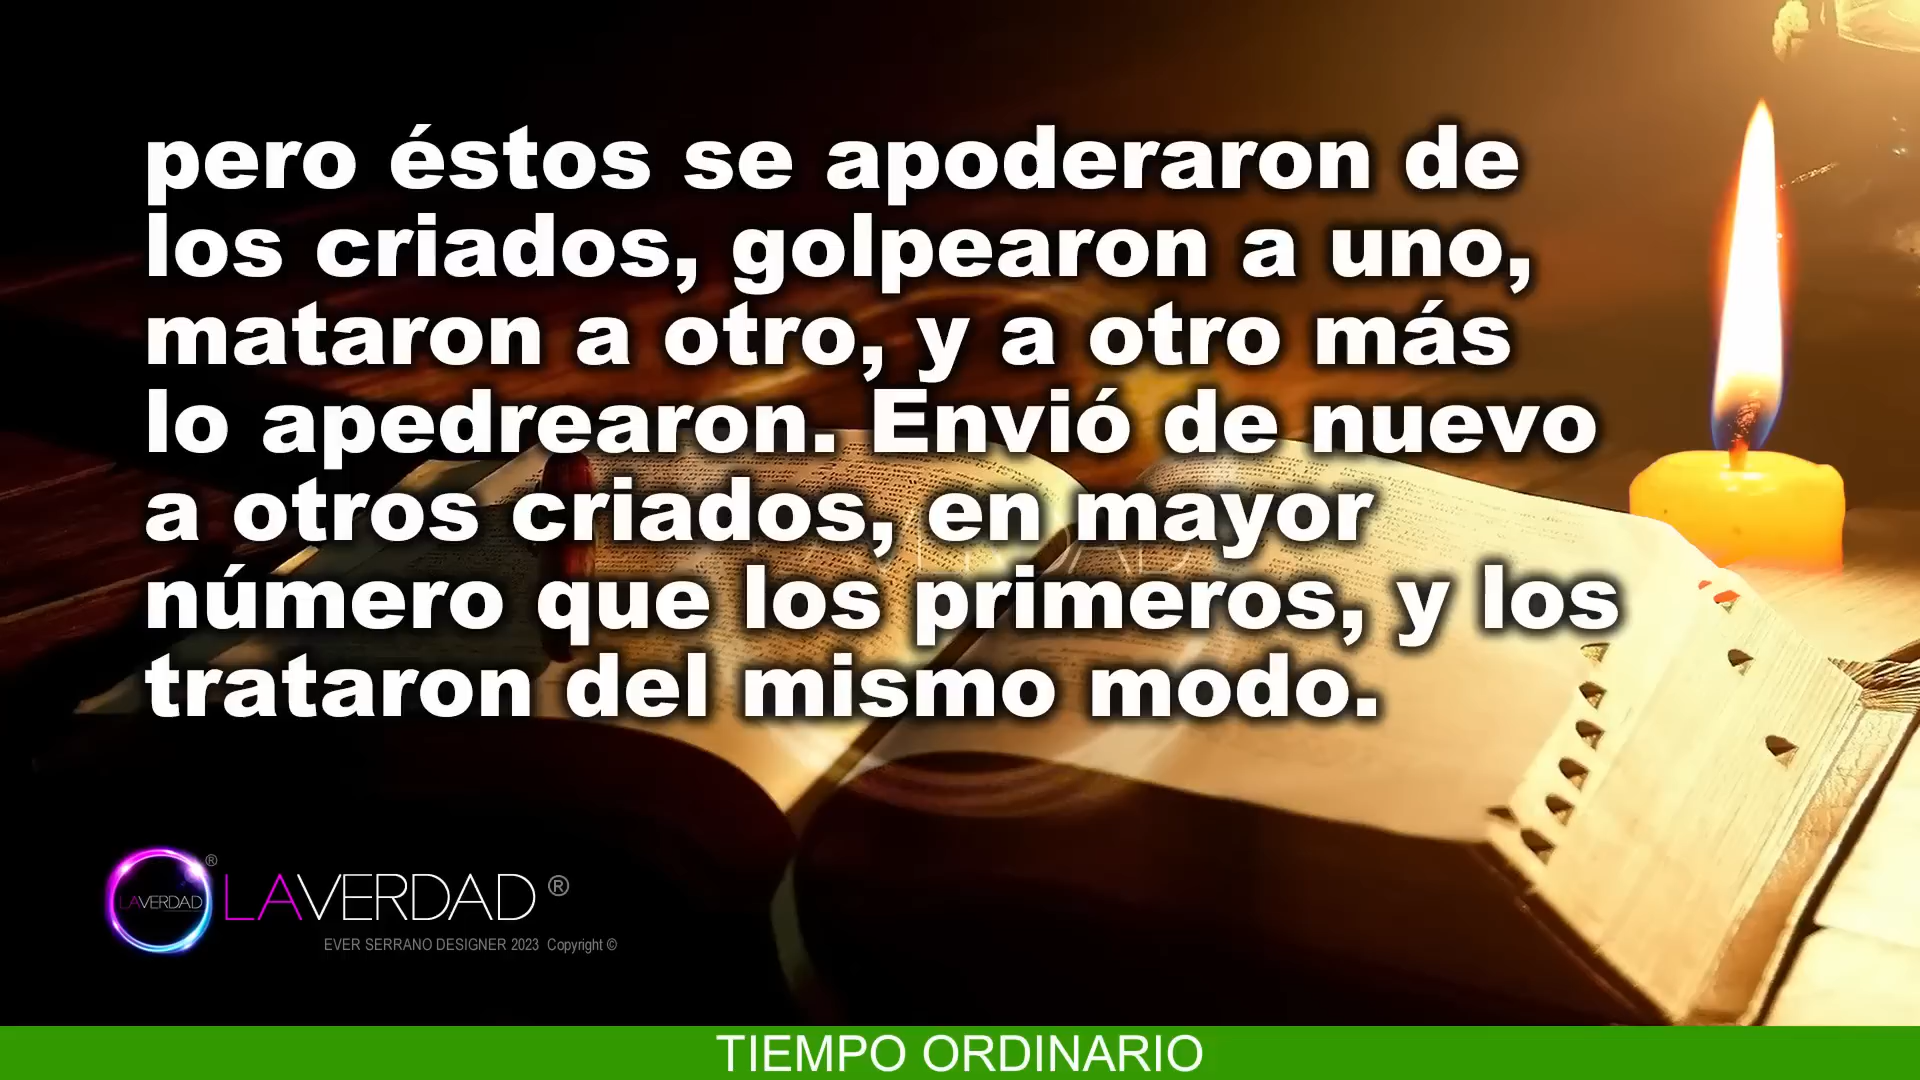 pero éstos se apoderaron de
los criados, golpearon a uno,
mataron a otro, y a otro más
lo apedrearon. Envió de nuevo
a otros criados, en mayor
número que los primeros, y los
trataron del mismo modo.
LAVERDAD ®
LAVERDAD ®
EVER SERRANO DESIGNER 2023 Copyright ©
TIEMPO ORDINARIO